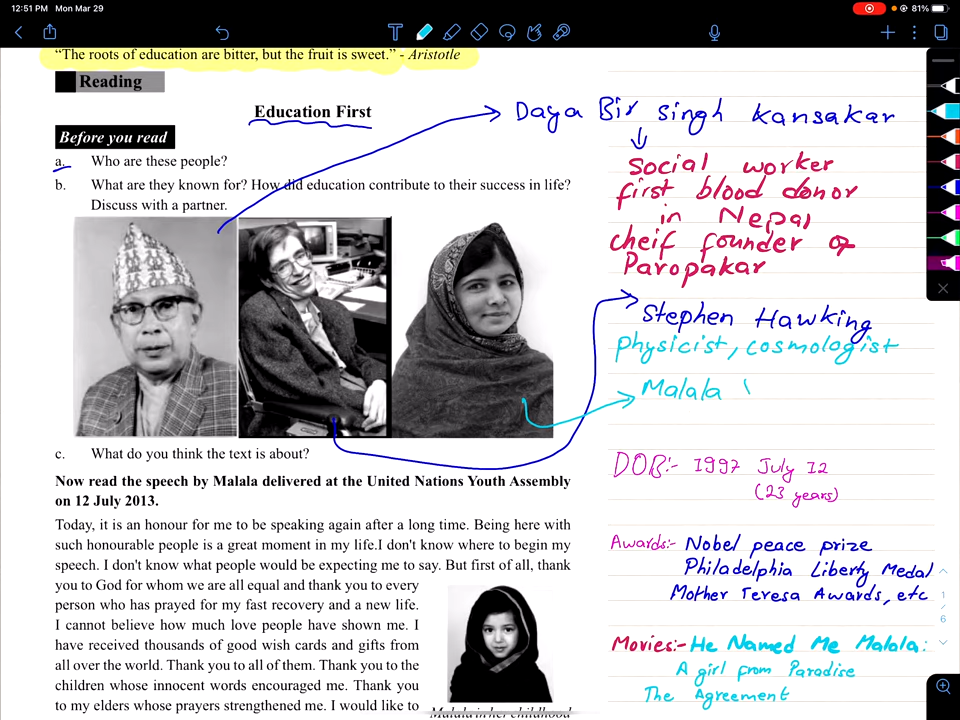 12:51 PM Mon Mar 29
81%
T
“The roots of education are bitter, but the fruit is sweet.” - Aristotle
Reading
Education First
Before you read
a. Who are these people?
b. What are they known for? How did education contribute to their success in life?
Discuss with a partner.
c. What do you think the text is about?
Now read the speech by Malala delivered at the United Nations Youth Assembly
on 12 July 2013.
Today, it is an honour for me to be speaking again after a long time. Being here with
such honourable people is a great moment in my life.I don't know where to begin my
speech. I don't know what people would be expecting me to say. But first of all, thank
you to God for whom we are all equal and thank you to every
person who has prayed for my fast recovery and a new life.
I cannot believe how much love people have shown me. I
have received thousands of good wish cards and gifts from
all over the world. Thank you to all of them. Thank you to the
children whose innocent words encouraged me. Thank you
to my elders whose prayers strengthened me. I would like to
Malala in her childhood
Daya Bir Singh Kansakar
Social worker
first blood donor
in Nepal
cheif founder of
Paropakar
Stephen Hawking
Physicist, cosmologist
Malala
DOB:- 1997 July 12
(23 years)
Awards:- Nobel peace prize
Philadelphia Liberty Medal
Mother Teresa Awards, etc
Movies:- He Named Me Malala:
A girl from Paradise
The Agreement
1
6